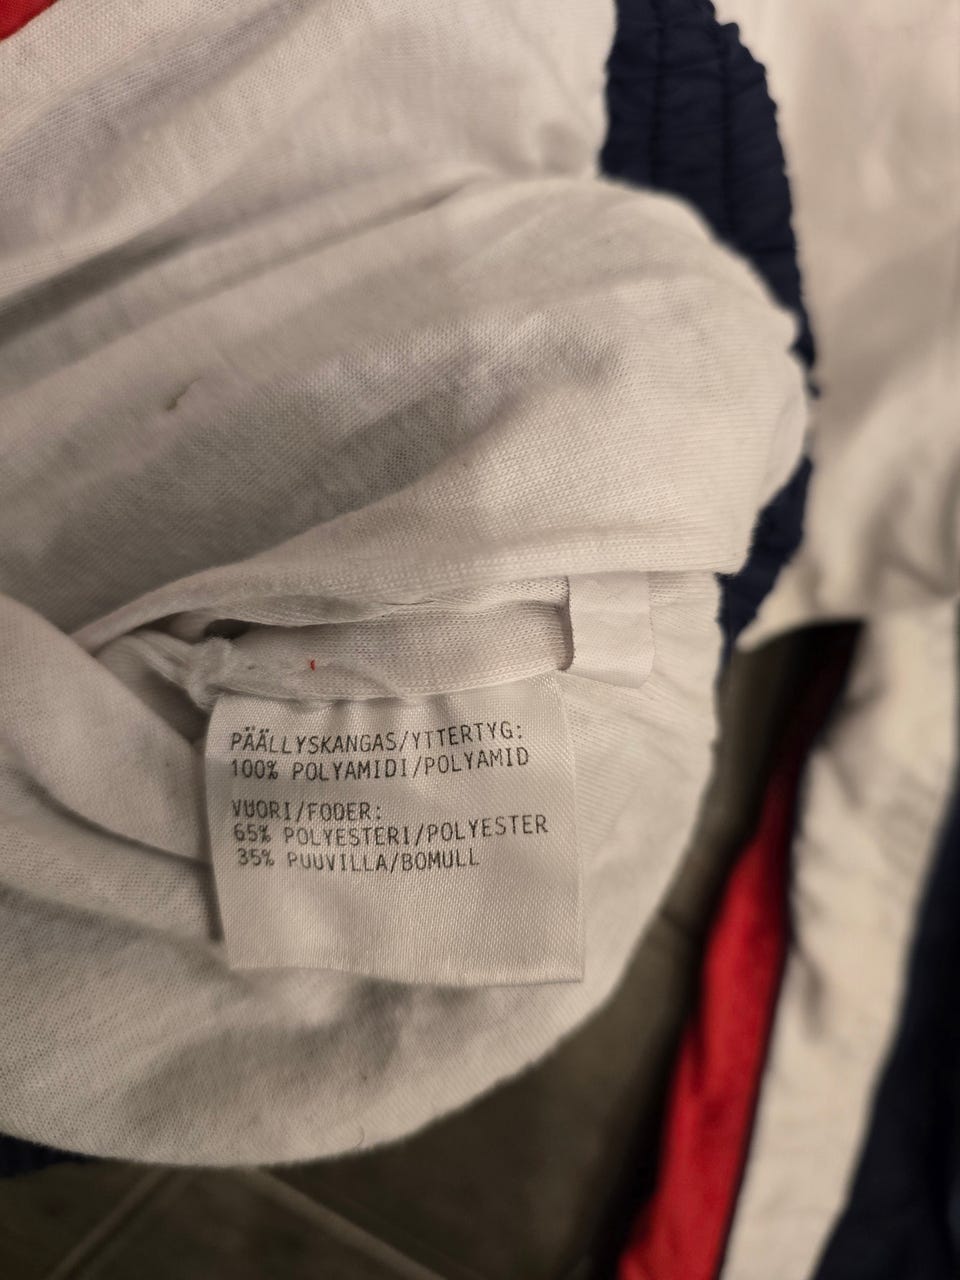 PÄÄLLYSKANGAS/YTTERTYG:
100% POLYAMIDI/POLYAMID
VUORI/FODER:
65% POLYESTERI/POLYESTER
35% PUUVILLA/BOMULL